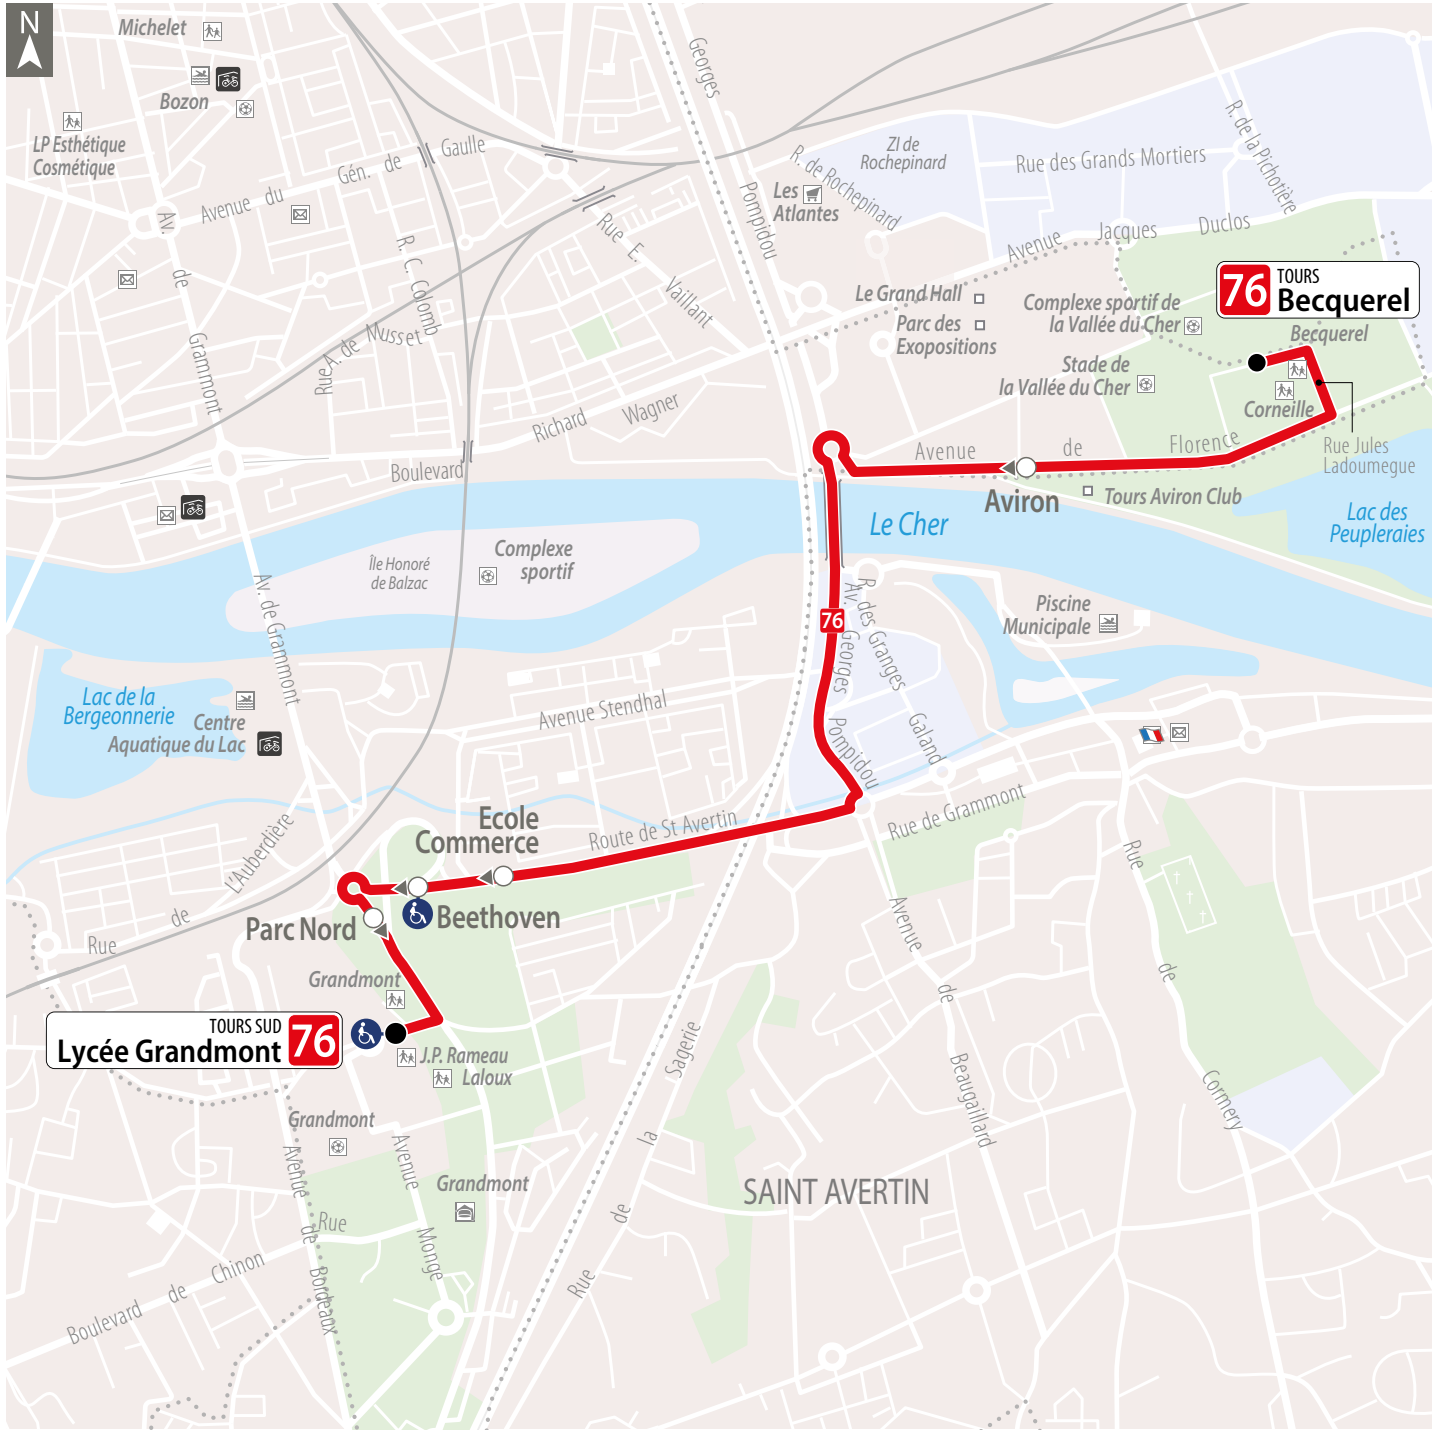 N
Michelet
Bozon
LP Esthétique
Cosmétique
Avenue du
Gén. de
Gaulle
Av.
de
Grammont
R. C. Colomb
Rue A. de Musset
Rue E.
Vaillant
Georges
Pompidou
Les
Atlantes
R. de Rochepinard
ZI de
Rochepinard
Rue des Grands Mortiers
R. de la Pichotière
Avenue
Jacques
Duclos
Le Grand Hall
Parc des
Exopositions
Complexe sportif de
la Vallée du Cher
Stade de
la Vallée du Cher
76
TOURS
Becquerel
Becquerel
Corneille
Rue Jules
Ladoumegue
Boulevard
Richard
Wagner
Avenue
de
Florence
Aviron
Tours Aviron Club
Le Cher
Lac des
Peupleraies
Île Honoré
de Balzac
Complexe
sportif
Av. de Grammont
Piscine
Municipale
76
Av.
Georges
Pompidou
R. des Granges
Galand
Lac de la
Bergeonnerie
Centre
Aquatique du Lac
Avenue Stendhal
Ecole
Commerce
Route de St Avertin
Rue de Grammont
Rue
de
L'Auberdière
Parc Nord
Beethoven
Grandmont
TOURS SUD
Lycée Grandmont
76
J.P. Rameau
Laloux
Grandmont
Avenue
de
Bordeaux
Avenue
Monge
Grandmont
Rue
Boulevard
de
Chinon
Rue
de
la
Sagerie
SAINT AVERTIN
Avenue
de
Beaugaillard
Rue
de
Cormery